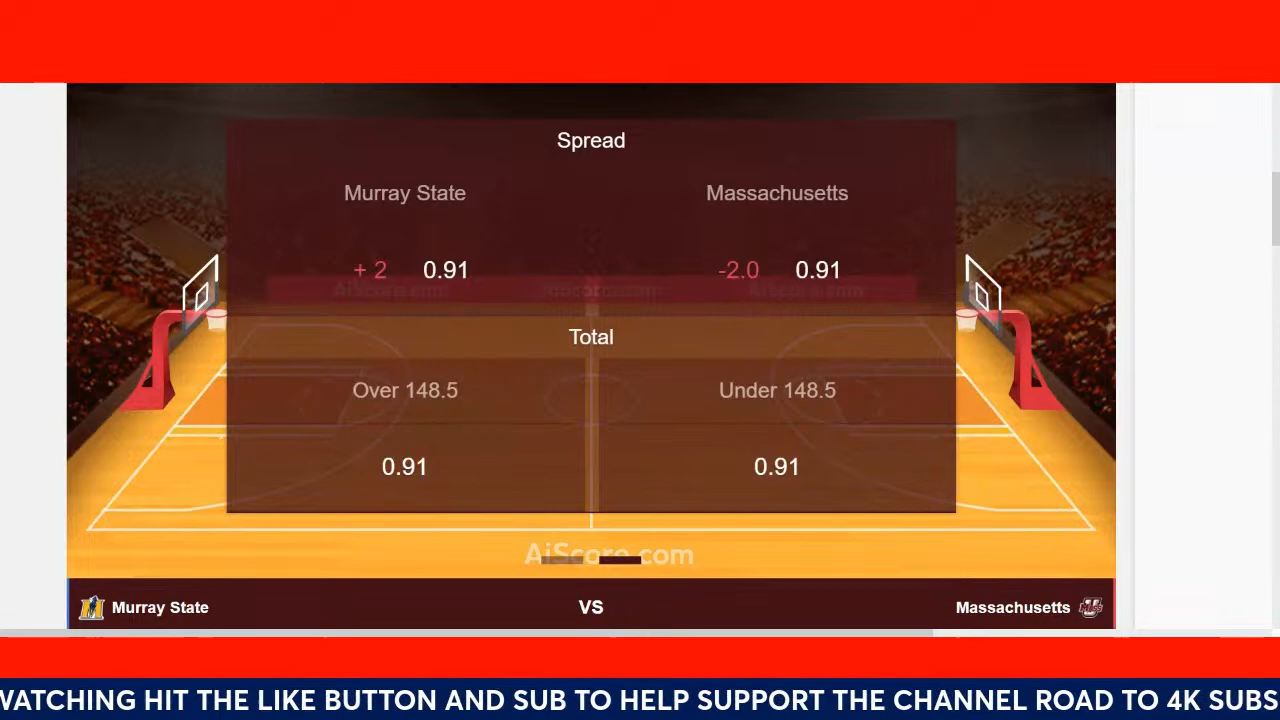 Spread
Murray State Massachusetts
+ 2 0.91 -2.0 0.91
Total
Over 148.5 Under 148.5
0.91 0.91
AiScore.com
Murray State VS Massachusetts
WATCHING HIT THE LIKE BUTTON AND SUB TO HELP SUPPORT THE CHANNEL ROAD TO 4K SUBS